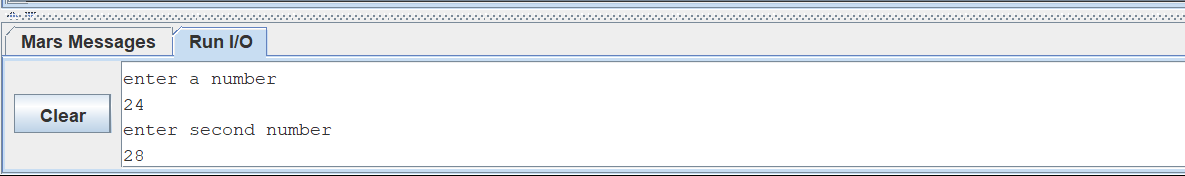 Mars Messages
Run I/O
Clear
enter a number
24
enter second number
28